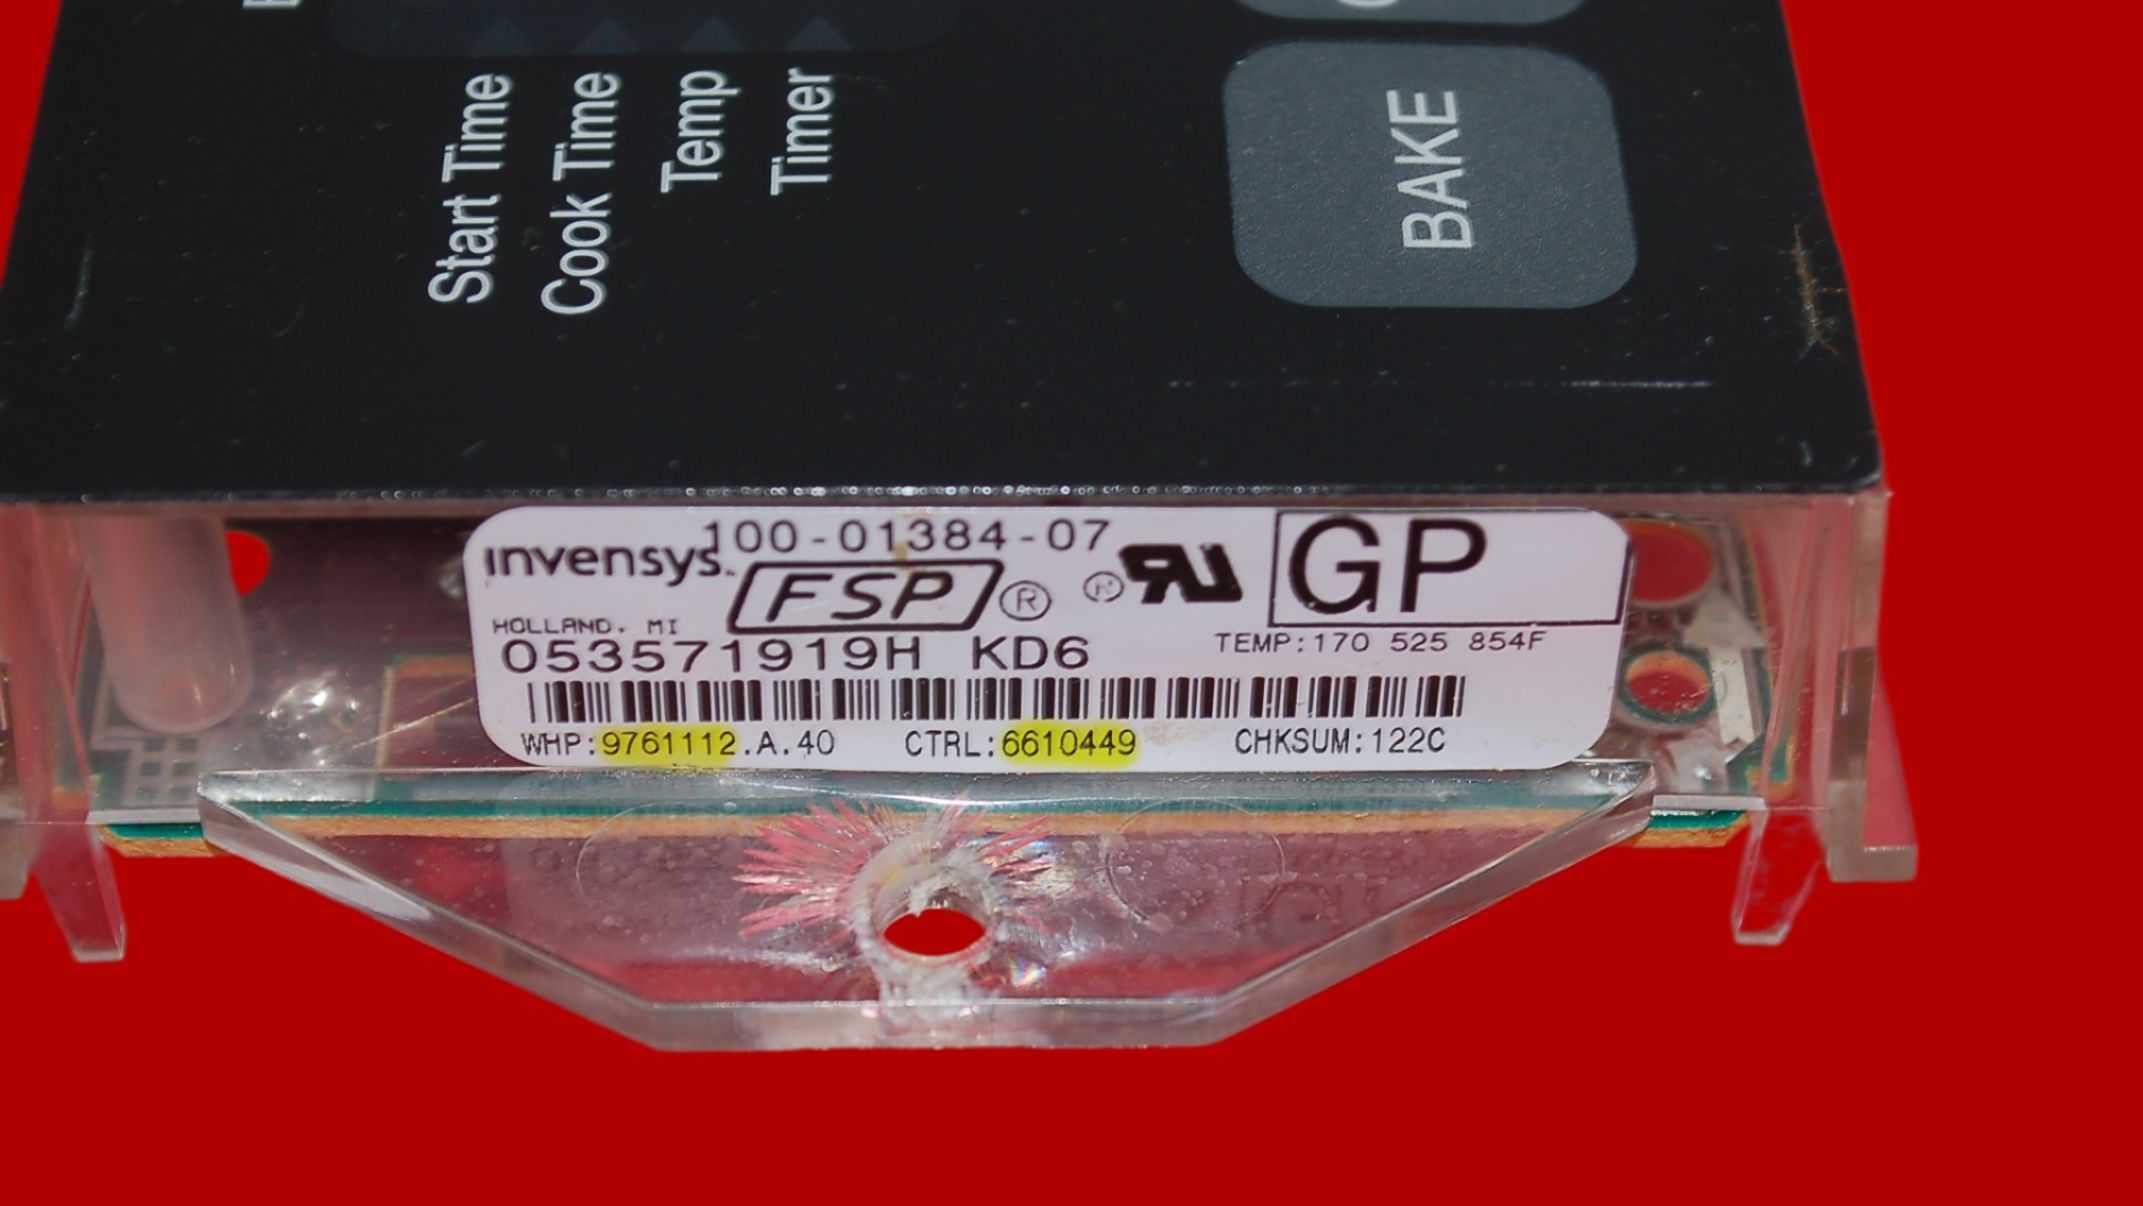 Start Time
Cook Time
Temp
Timer
BAKE
100-01384-07
invensys.
FSP®
® RU
GP
HOLLAND, MI
053571919H KD6
TEMP:170 525 854F
WHP:9761112.A.40 CTRL:6610449 CHKSUM:122C